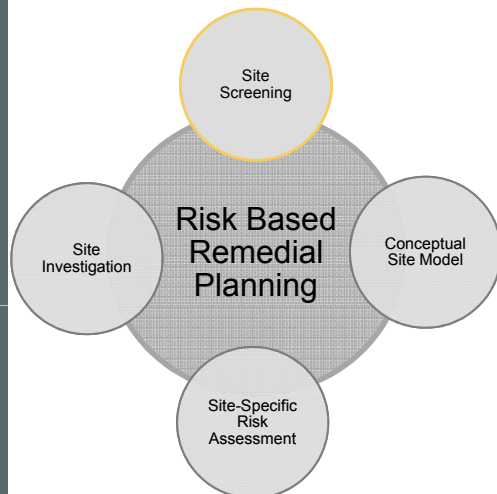 Site
Screening
Risk Based
Remedial
Planning
Site
Investigation
Conceptual
Site Model
Site-Specific
Risk
Assessment